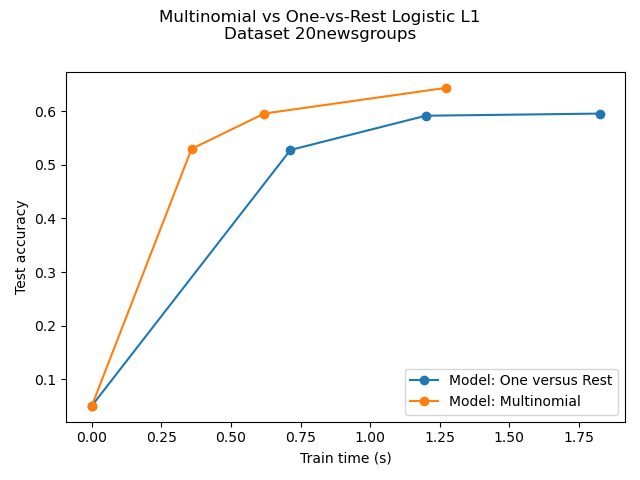 Multinomial vs One-vs-Rest Logistic L1
Dataset 20newsgroups
Test accuracy
0.6
0.5
0.4
0.3
0.2
0.1
0.00 0.25 0.50 0.75 1.00 1.25 1.50 1.75
Train time (s)
Model: One versus Rest
Model: Multinomial